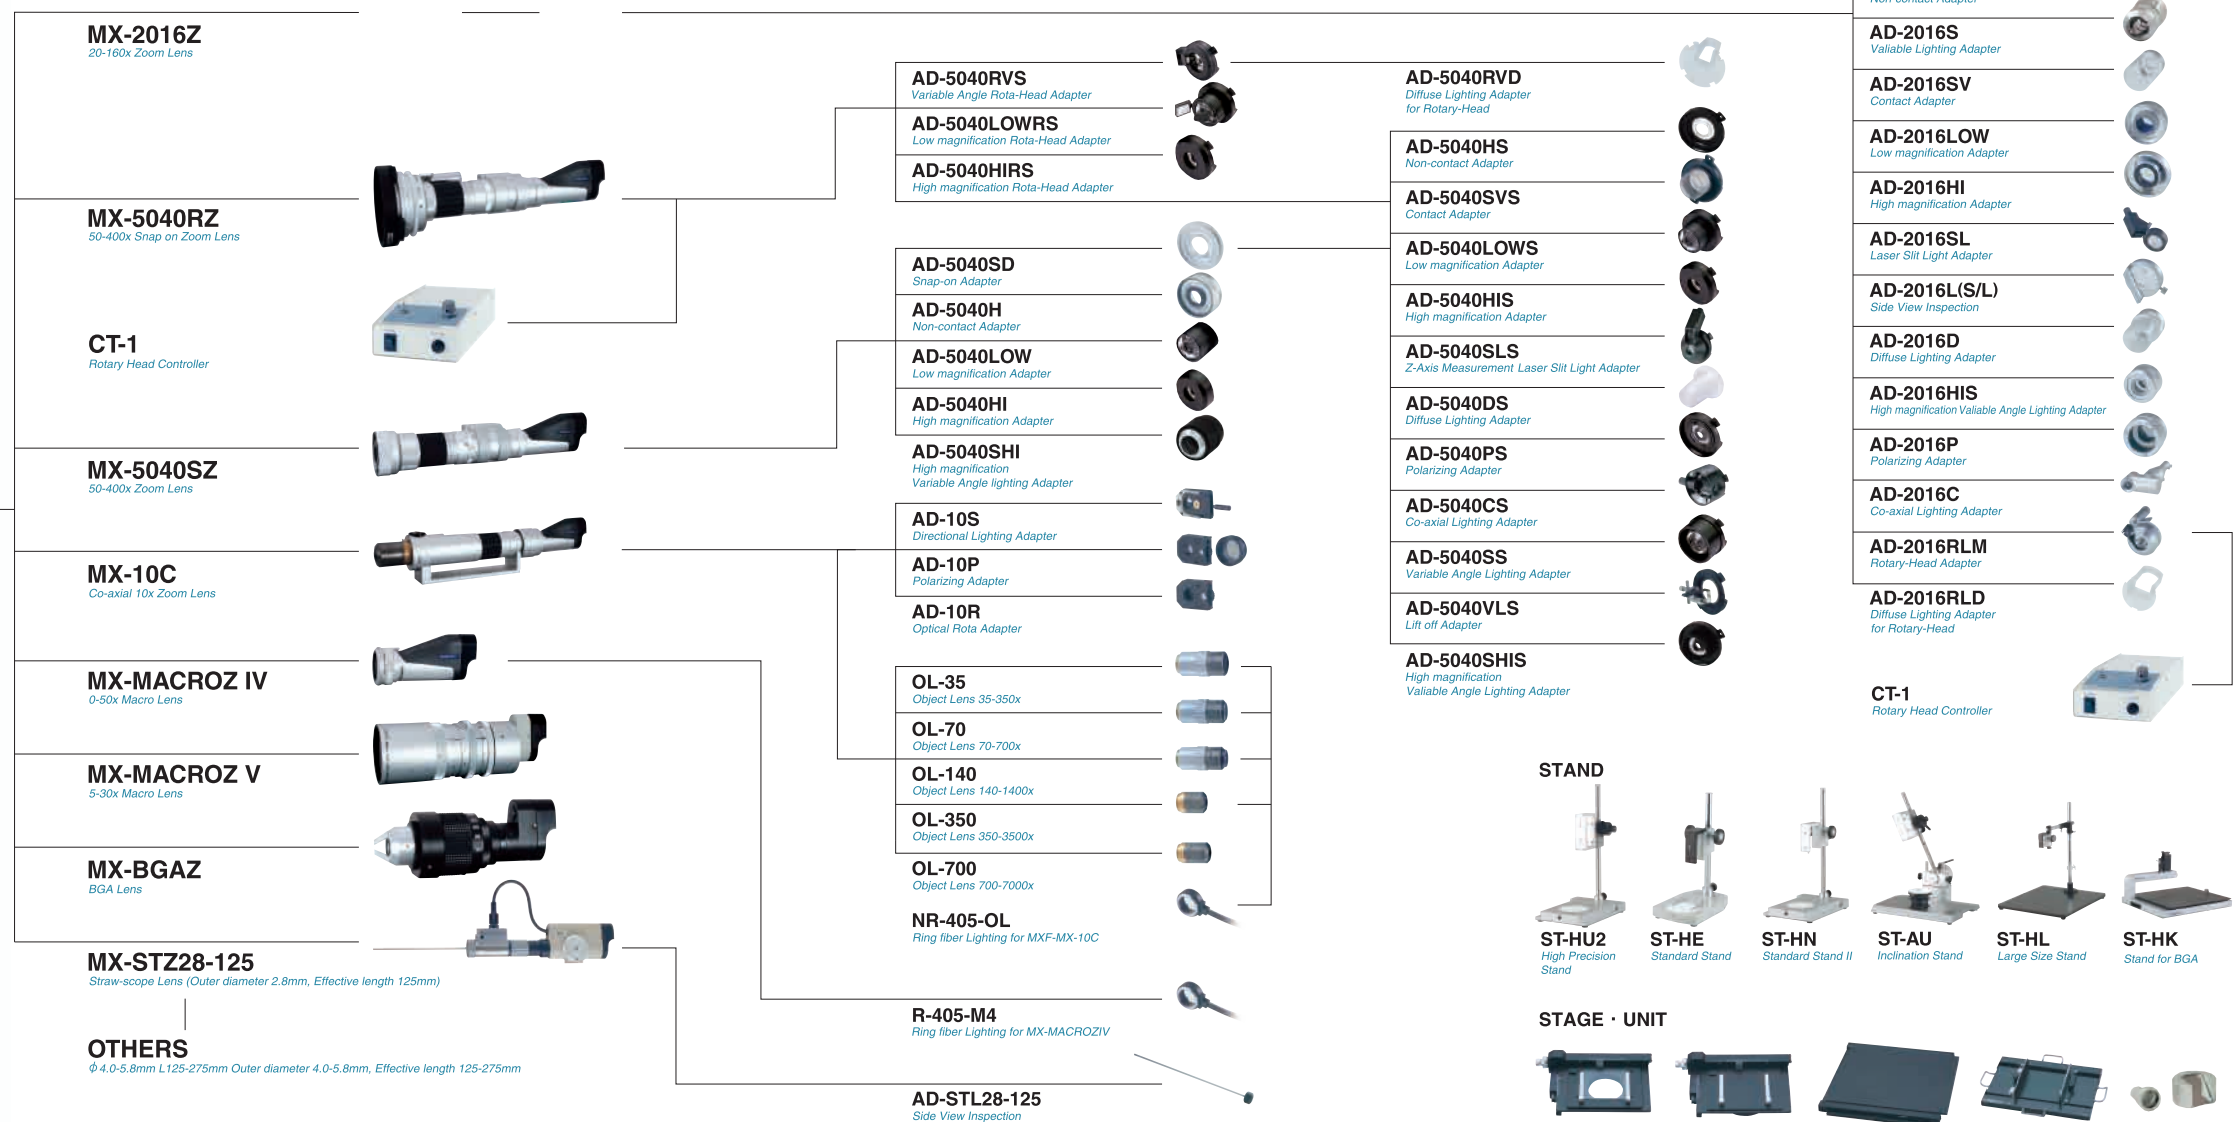 MX-2016Z
20-160x Zoom Lens
MX-5040RZ
50-400x Snap on Zoom Lens
CT-1
Rotary Head Controller
MX-5040SZ
50-400x Zoom Lens
MX-10C
Co-axial 10x Zoom Lens
MX-MACROZ IV
0-50x Macro Lens
MX-MACROZ V
5-30x Macro Lens
MX-BGAZ
BGA Lens
MX-STZ28-125
Straw-scope Lens (Outer diameter 2.8mm, Effective length 125mm)
OTHERS
ϕ 4.0-5.8mm L125-275mm Outer diameter 4.0-5.8mm, Effective length 125-275mm
AD-5040RVS
Variable Angle Rota-Head Adapter
AD-5040LOWRS
Low magnification Rota-Head Adapter
AD-5040HIRS
High magnification Rota-Head Adapter
AD-5040SD
Snap-on Adapter
AD-5040H
Non-contact Adapter
AD-5040LOW
Low magnification Adapter
AD-5040HI
High magnification Adapter
AD-5040SHI
High magnification
Variable Angle lighting Adapter
AD-10S
Directional Lighting Adapter
AD-10P
Polarizing Adapter
AD-10R
Optical Rota Adapter
OL-35
Object Lens 35-350x
OL-70
Object Lens 70-700x
OL-140
Object Lens 140-1400x
OL-350
Object Lens 350-3500x
OL-700
Object Lens 700-7000x
NR-405-OL
Ring fiber Lighting for MXF-MX-10C
R-405-M4
Ring fiber Lighting for MX-MACROZIV
AD-STL28-125
Side View Inspection
AD-5040RVD
Diffuse Lighting Adapter
for Rotary-Head
AD-5040HS
Non-contact Adapter
AD-5040SVS
Contact Adapter
AD-5040LOWS
Low magnification Adapter
AD-5040HIS
High magnification Adapter
AD-5040SLS
Z-Axis Measurement Laser Slit Light Adapter
AD-5040DS
Diffuse Lighting Adapter
AD-5040PS
Polarizing Adapter
AD-5040CS
Co-axial Lighting Adapter
AD-5040SS
Variable Angle Lighting Adapter
AD-5040VLS
Lift off Adapter
AD-5040SHIS
High magnification
Valiable Angle Lighting Adapter
Non-contact Adapter
AD-2016S
Valiable Lighting Adapter
AD-2016SV
Contact Adapter
AD-2016LOW
Low magnification Adapter
AD-2016HI
High magnification Adapter
AD-2016SL
Laser Slit Light Adapter
AD-2016L(S/L)
Side View Inspection
AD-2016D
Diffuse Lighting Adapter
AD-2016HIS
High magnification Valiable Angle Lighting Adapter
AD-2016P
Polarizing Adapter
AD-2016C
Co-axial Lighting Adapter
AD-2016RLM
Rotary-Head Adapter
AD-2016RLD
Diffuse Lighting Adapter
for Rotary-Head
CT-1
Rotary Head Controller
STAND
ST-HU2
High Precision
Stand
ST-HE
Standard Stand
ST-HN
Standard Stand II
ST-AU
Inclination Stand
ST-HL
Large Size Stand
ST-HK
Stand for BGA
STAGE・UNIT